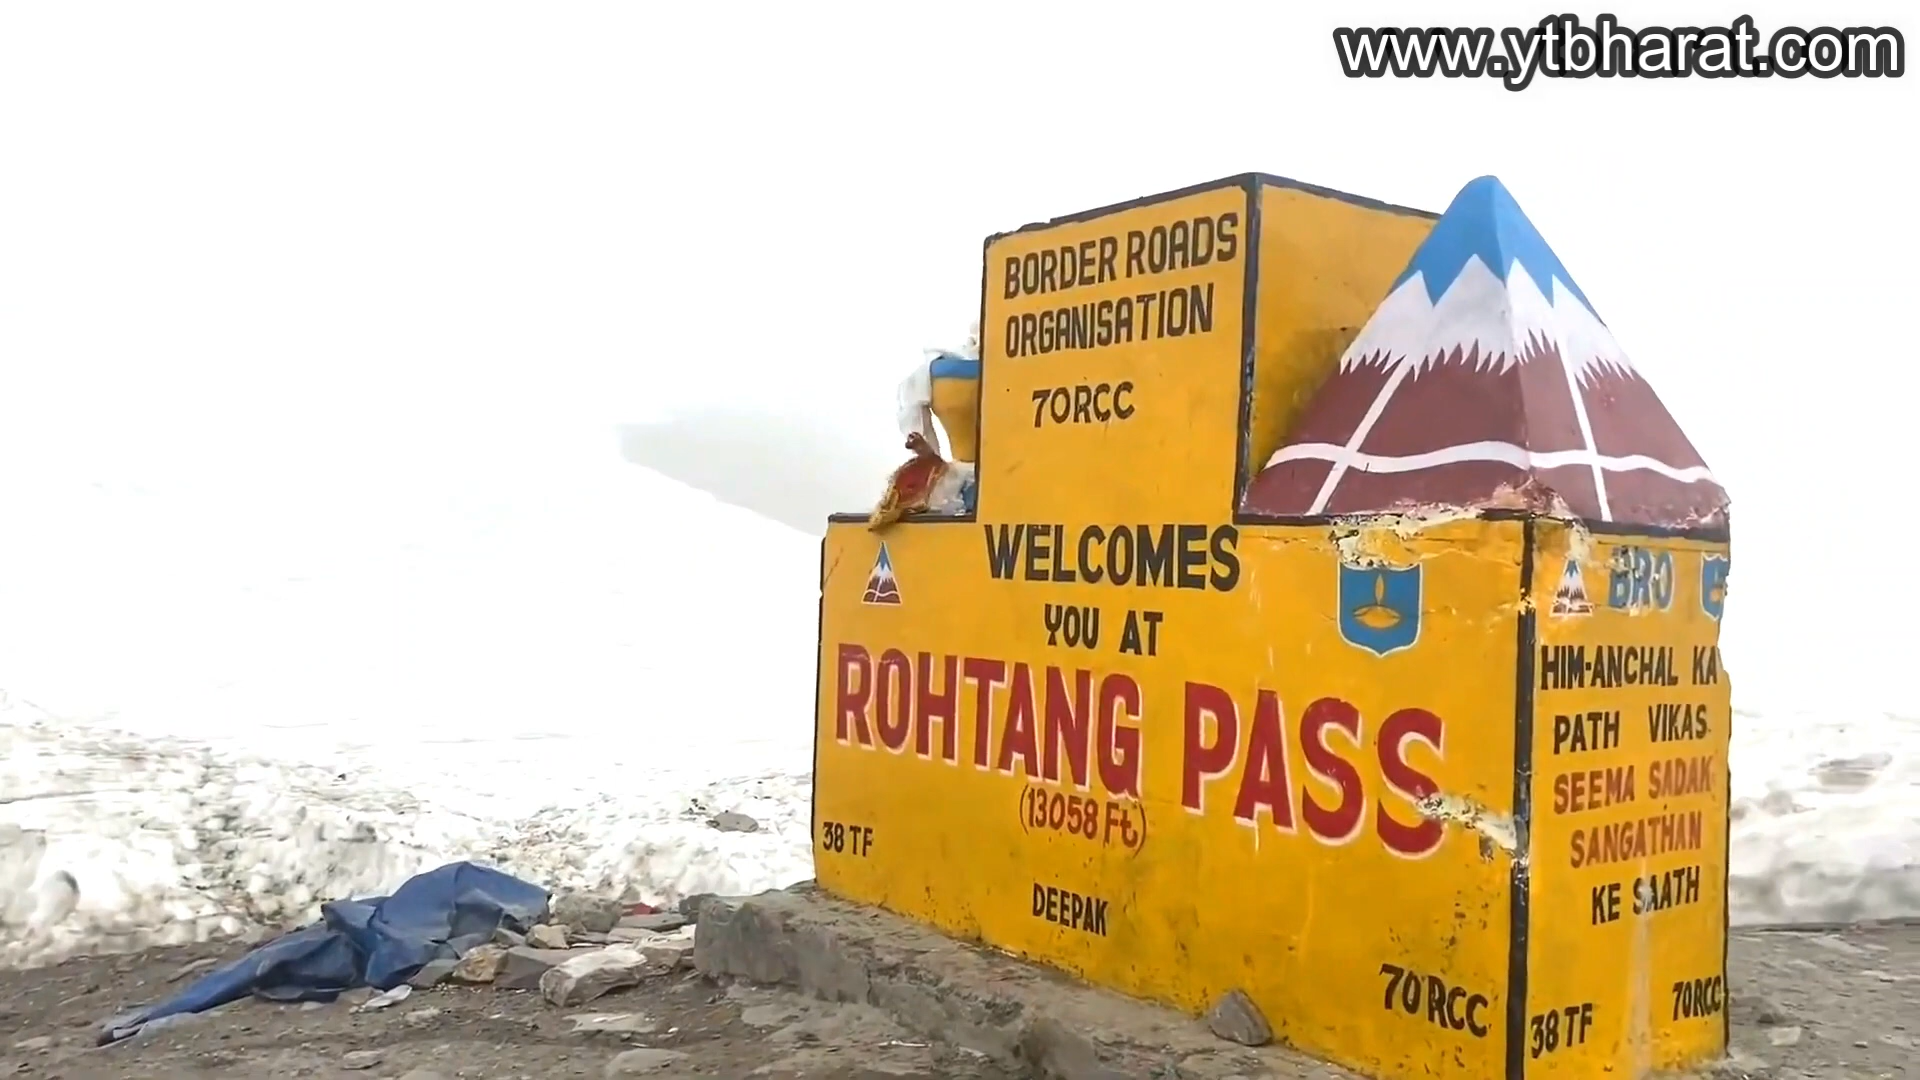 www.ytbharat.com
BORDER ROADS
ORGANISATION
70RCC
WELCOMES
YOU AT
ROHTANG PASS
(13058 Ft)
38 TF
DEEPAK
70 RCC
BRO
HIM-ANCHAL KA
PATH VIKAS
SEEMA SADAK
SANGATHAN
KE SAATH
38 TF
70RCC